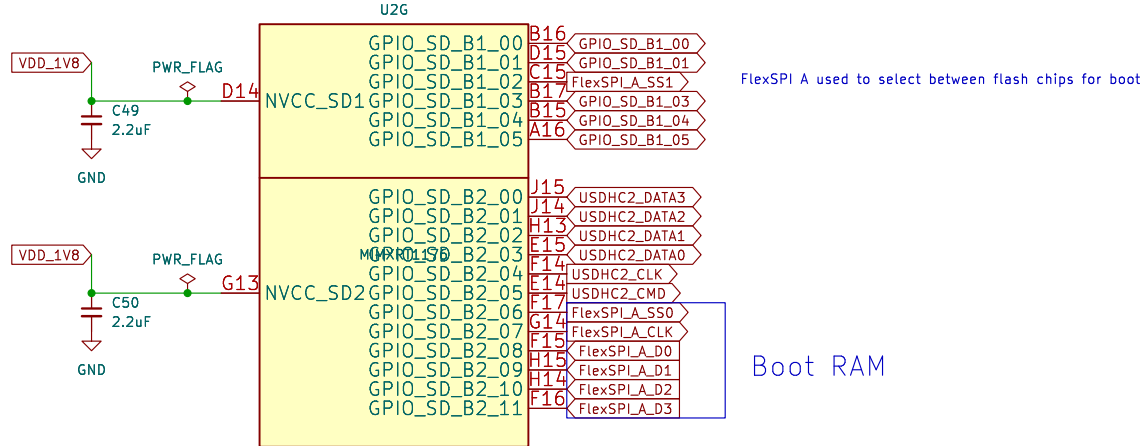 U2G
VDD_1V8
PWR_FLAG
C49
2.2uF
GND
D14
NVCC_SD1
GPIO_SD_B1_00 B16 GPIO_SD_B1_00
GPIO_SD_B1_01 D15 GPIO_SD_B1_01
GPIO_SD_B1_02 C15 FlexSPI_A_SS1
GPIO_SD_B1_03 B17 GPIO_SD_B1_03
GPIO_SD_B1_04 B15 GPIO_SD_B1_04
GPIO_SD_B1_05 A16 GPIO_SD_B1_05
FlexSPI A used to select between flash chips for boot
VDD_1V8
PWR_FLAG
C50
2.2uF
GND
G13
NVCC_SD2
GPIO_SD_B2_00 J15 USDHC2_DATA3
GPIO_SD_B2_01 J14 USDHC2_DATA2
GPIO_SD_B2_02 H13 USDHC2_DATA1
GPIO_SD_B2_03 E15 USDHC2_DATA0
GPIO_SD_B2_04 F14 USDHC2_CLK
GPIO_SD_B2_05 E14 USDHC2_CMD
GPIO_SD_B2_06 F17 FlexSPI_A_SS0
GPIO_SD_B2_07 G14 FlexSPI_A_CLK
GPIO_SD_B2_08 F15 FlexSPI_A_D0
GPIO_SD_B2_09 H15 FlexSPI_A_D1
GPIO_SD_B2_10 H14 FlexSPI_A_D2
GPIO_SD_B2_11 F16 FlexSPI_A_D3
Boot RAM